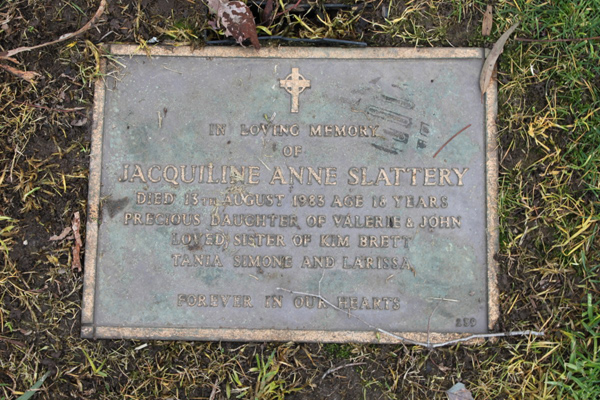 IN LOVING MEMORY
OF
JACQUILINE ANNE SLATTERY
DIED 13TH AUGUST 1983 AGE 16 YEARS
PRECIOUS DAUGHTER OF VALERIE & JOHN
LOVED SISTER OF KIM BRETT
TANIA SIMONE AND LARISSA
FOREVER IN OUR HEARTS